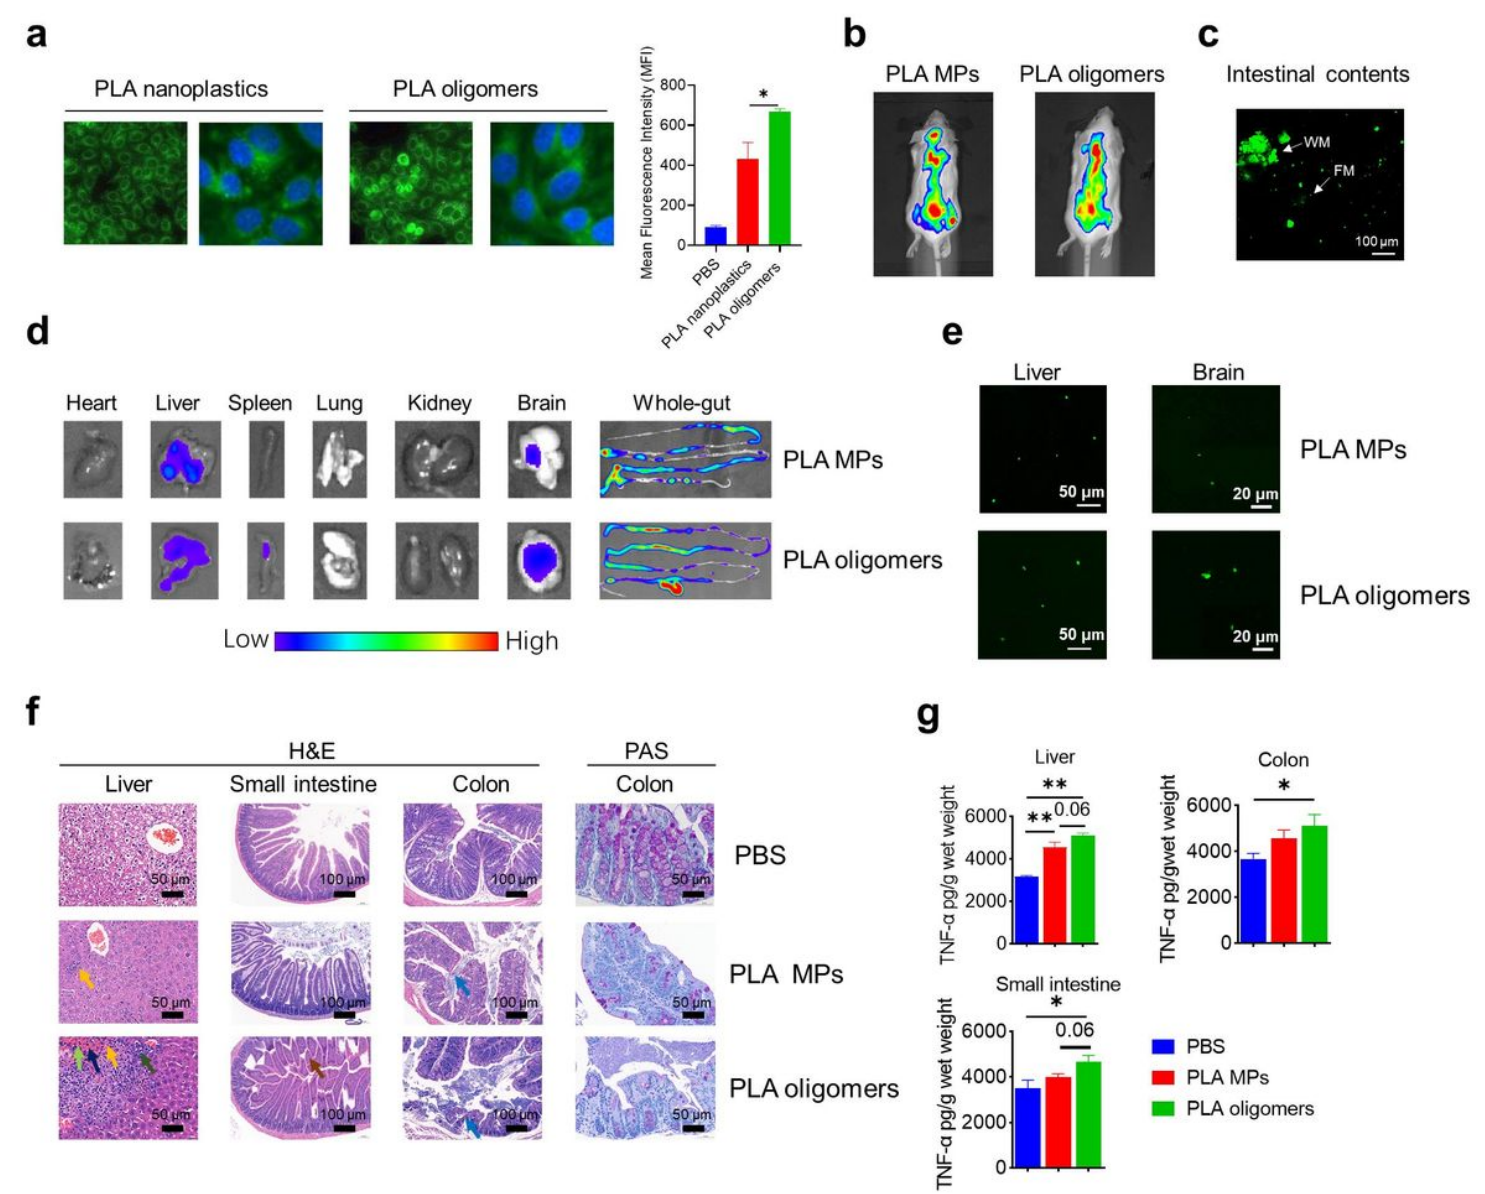 a
PLA nanoplastics
PLA oligomers
Mean Fluorescence Intensity (MFI)
800
600
400
200
0
*
PBS
PLA nanoplastics
PLA oligomers
b
PLA MPs
PLA oligomers
c
Intestinal contents
WM
FM
100 μm
d
Heart
Liver
Spleen
Lung
Kidney
Brain
Whole-gut
PLA MPs
PLA oligomers
Low
High
e
Liver
Brain
50 μm
20 μm
PLA MPs
50 μm
20 μm
PLA oligomers
f
H&E
PAS
Liver
Small intestine
Colon
Colon
50 μm
100 μm
100 μm
50 μm
PBS
50 μm
100 μm
100 μm
50 μm
PLA MPs
50 μm
100 μm
100 μm
50 μm
PLA oligomers
g
Liver
TNF-α pg/g wet weight
6000
4000
2000
0
**
**
0.06
Colon
TNF-α pg/gwet weight
6000
4000
2000
0
*
Small intestine
TNF-α pg/g wet weight
6000
4000
2000
0
*
0.06
PBS
PLA MPs
PLA oligomers